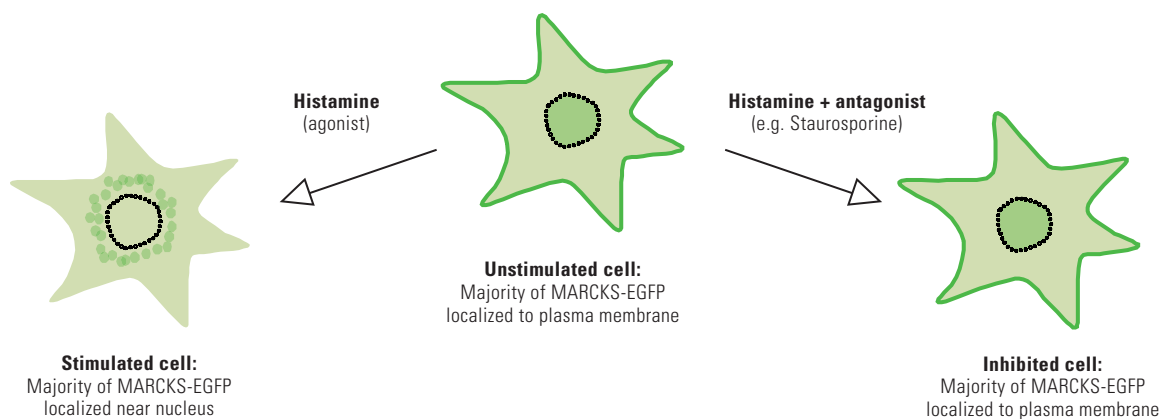 Histamine
(agonist)
Histamine + antagonist
(e.g. Staurosporine)
Unstimulated cell:
Majority of MARCKS-EGFP
localized to plasma membrane
Stimulated cell:
Majority of MARCKS-EGFP
localized near nucleus
Inhibited cell:
Majority of MARCKS-EGFP
localized to plasma membrane